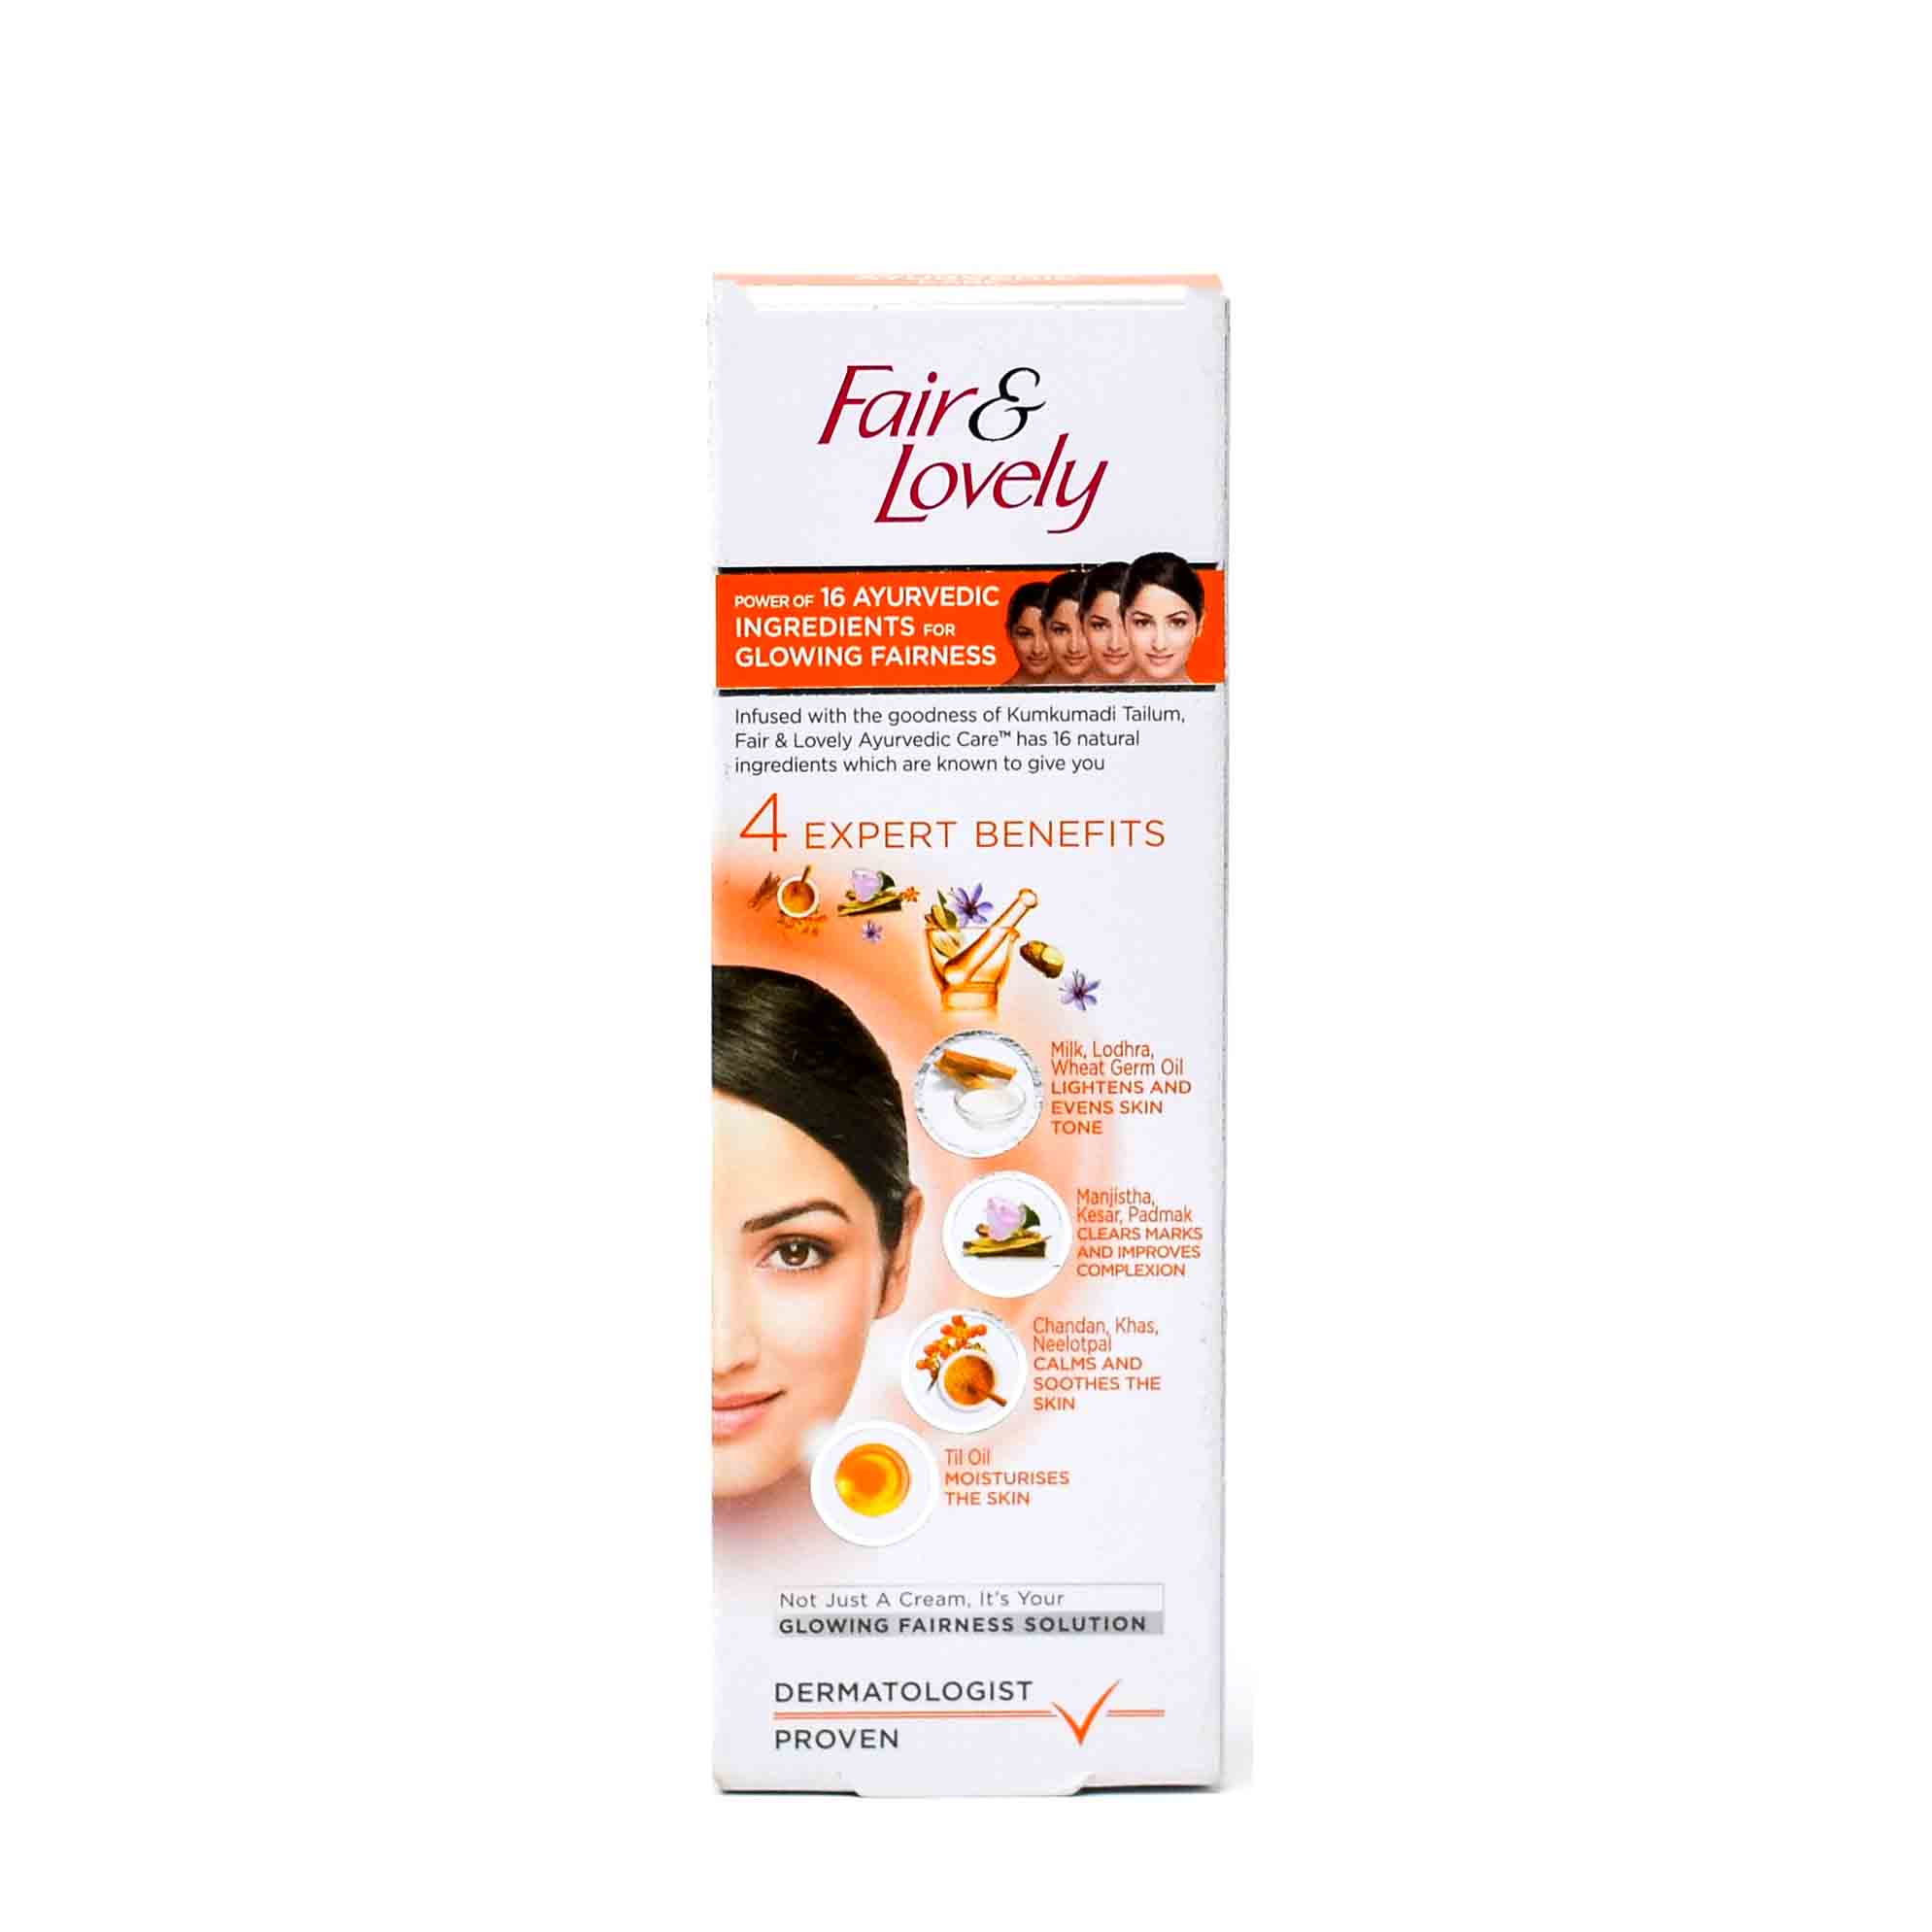 Fair &
Lovely
POWER OF 16 AYURVEDIC
INGREDIENTS FOR
GLOWING FAIRNESS
Infused with the goodness of Kumkumadi Tailum,
Fair & Lovely Ayurvedic Care™ has 16 natural
ingredients which are known to give you
4 EXPERT BENEFITS
Milk, Lodhra,
Wheat Germ Oil
LIGHTENS AND
EVENS SKIN
TONE
Manjistha,
Kesar, Padmak
CLEARS MARKS
AND IMPROVES
COMPLEXION
Chandan, Khas,
Neelotpal
CALMS AND
SOOTHES THE
SKIN
Til Oil
MOISTURISES
THE SKIN
Not Just A Cream, It's Your
GLOWING FAIRNESS SOLUTION
DERMATOLOGIST
PROVEN